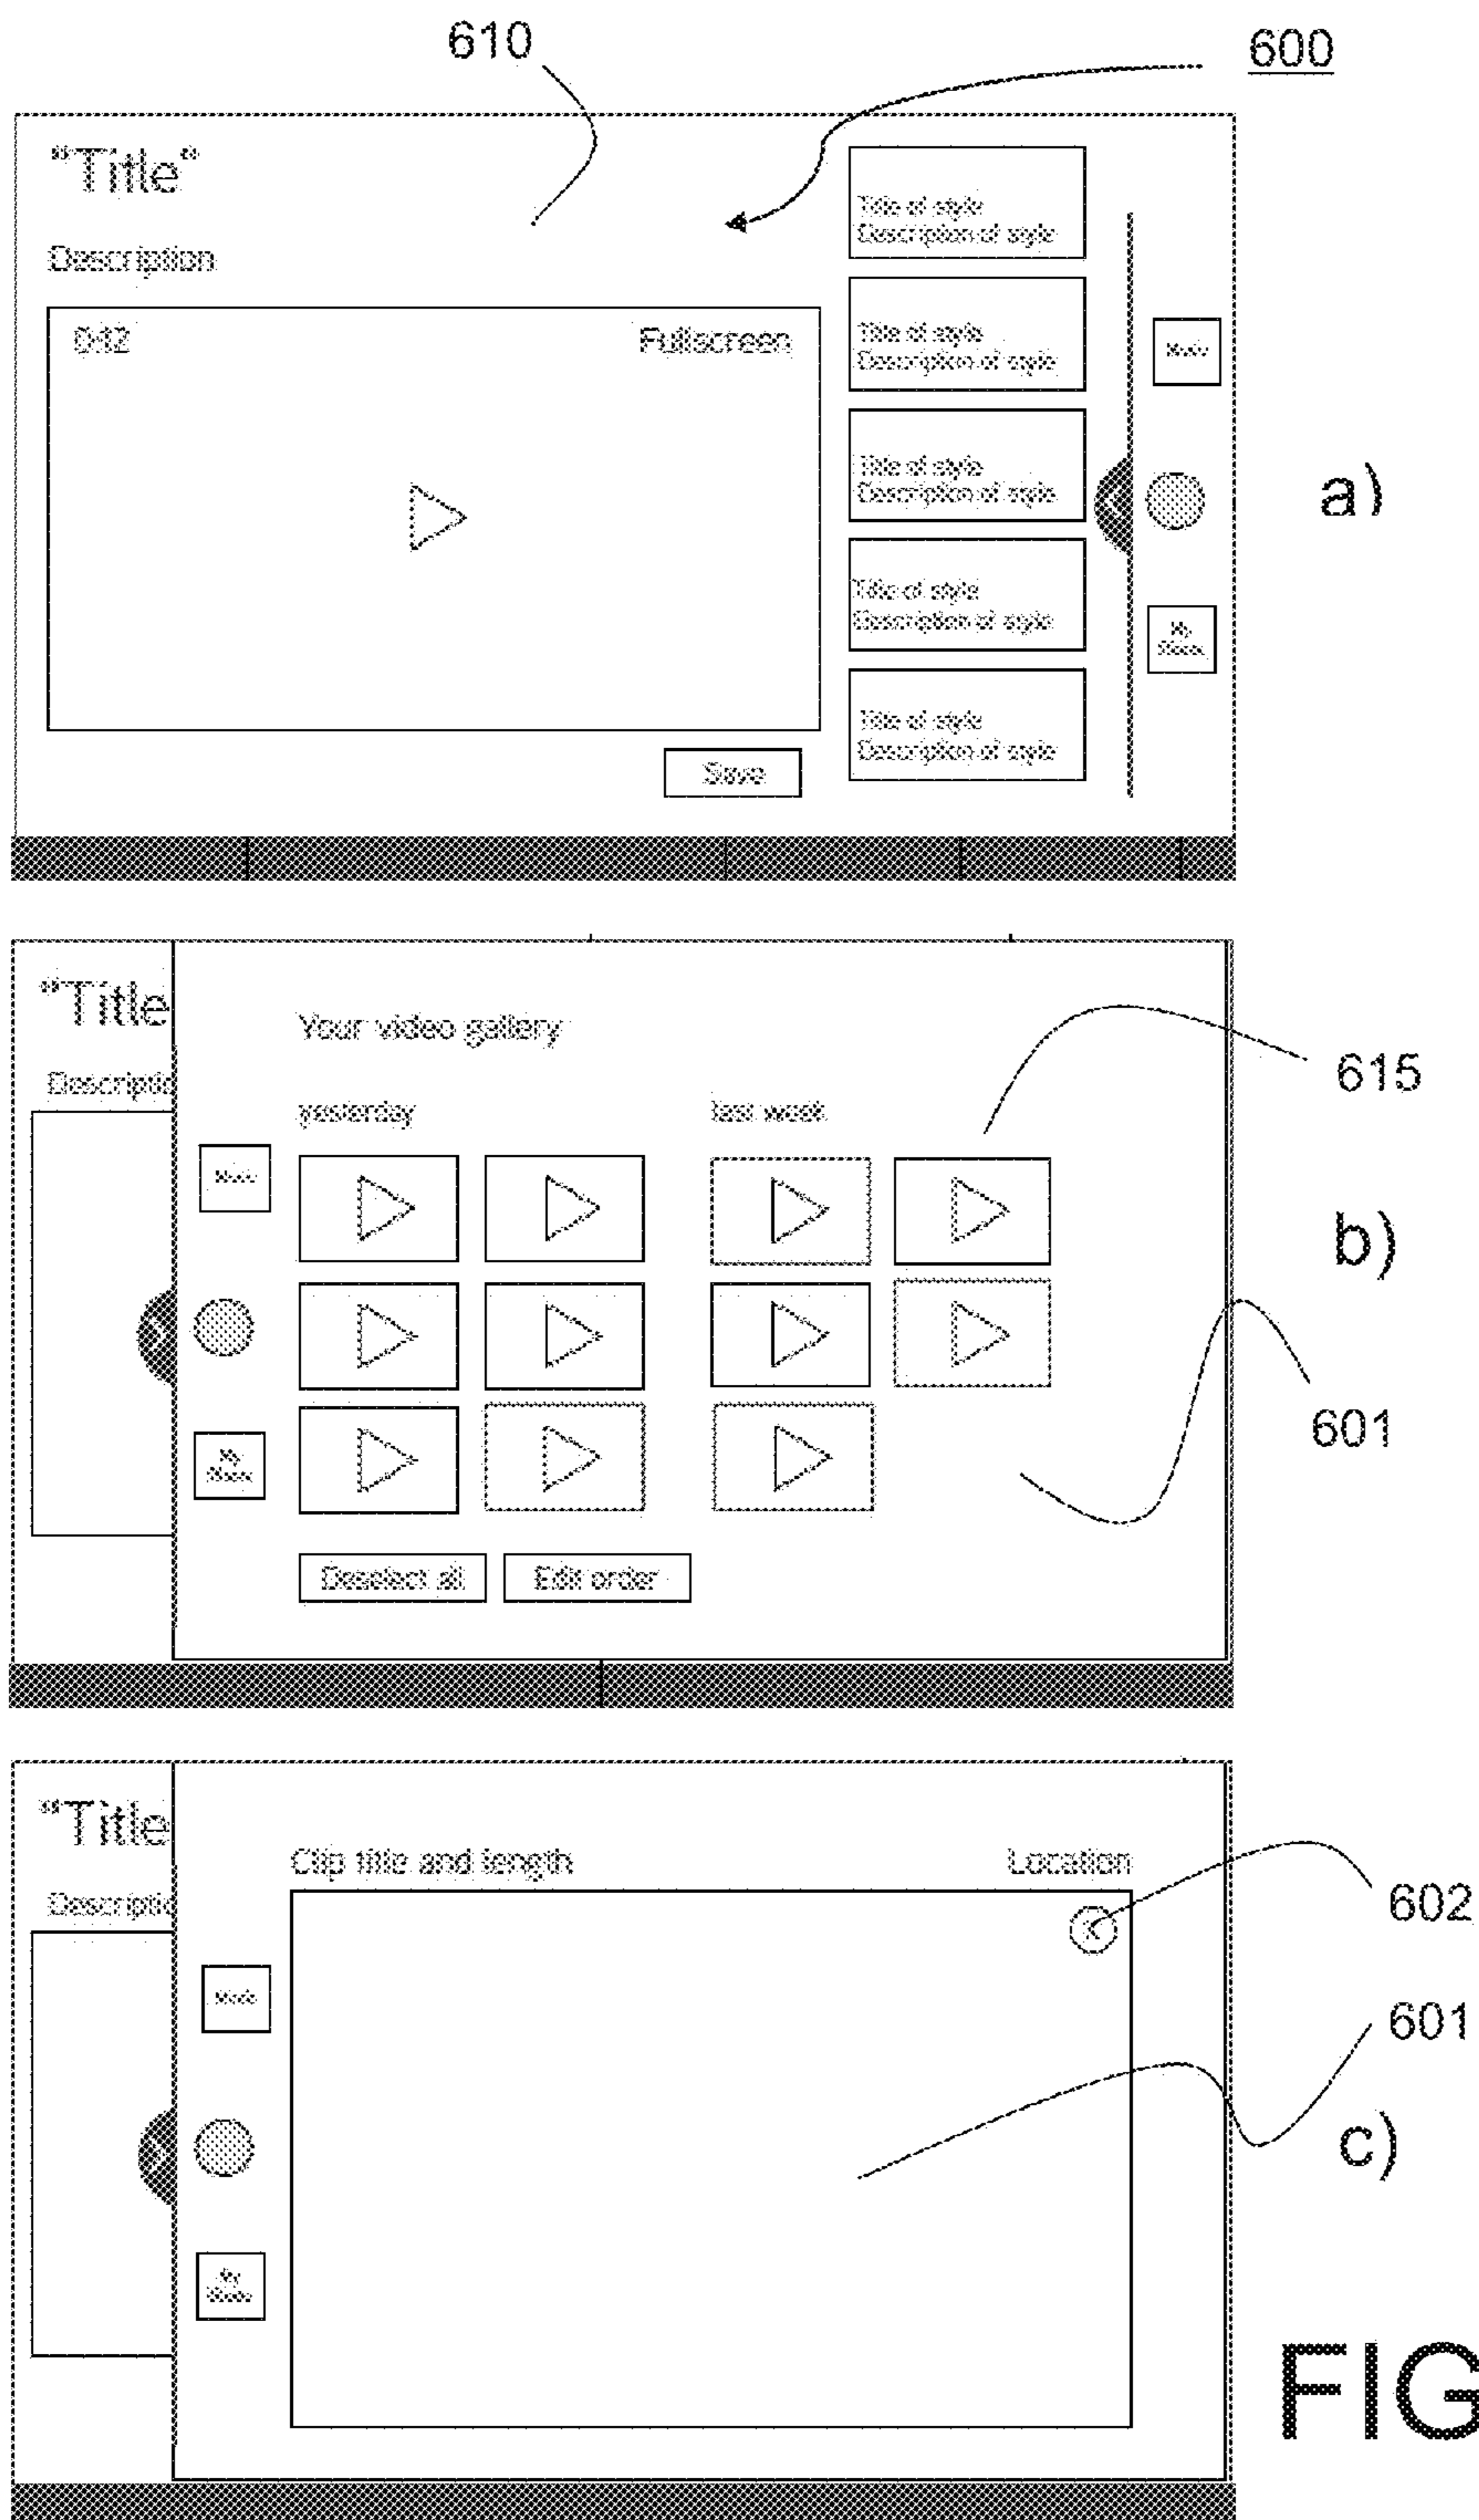 610
600
"Title"
Description
0:12
Fullscreen
Title of style
Description of style
Title of style
Description of style
Title of style
Description of style
Title of style
Description of style
Title of style
Description of style
Save
My
a)
"Title
Descriptio
Your video gallery
yesterday
last week
My
Deselect all
Edit order
615
b)
601
"Title
Descriptio
Clip title and length
Location
My
602
601
c)
FIG